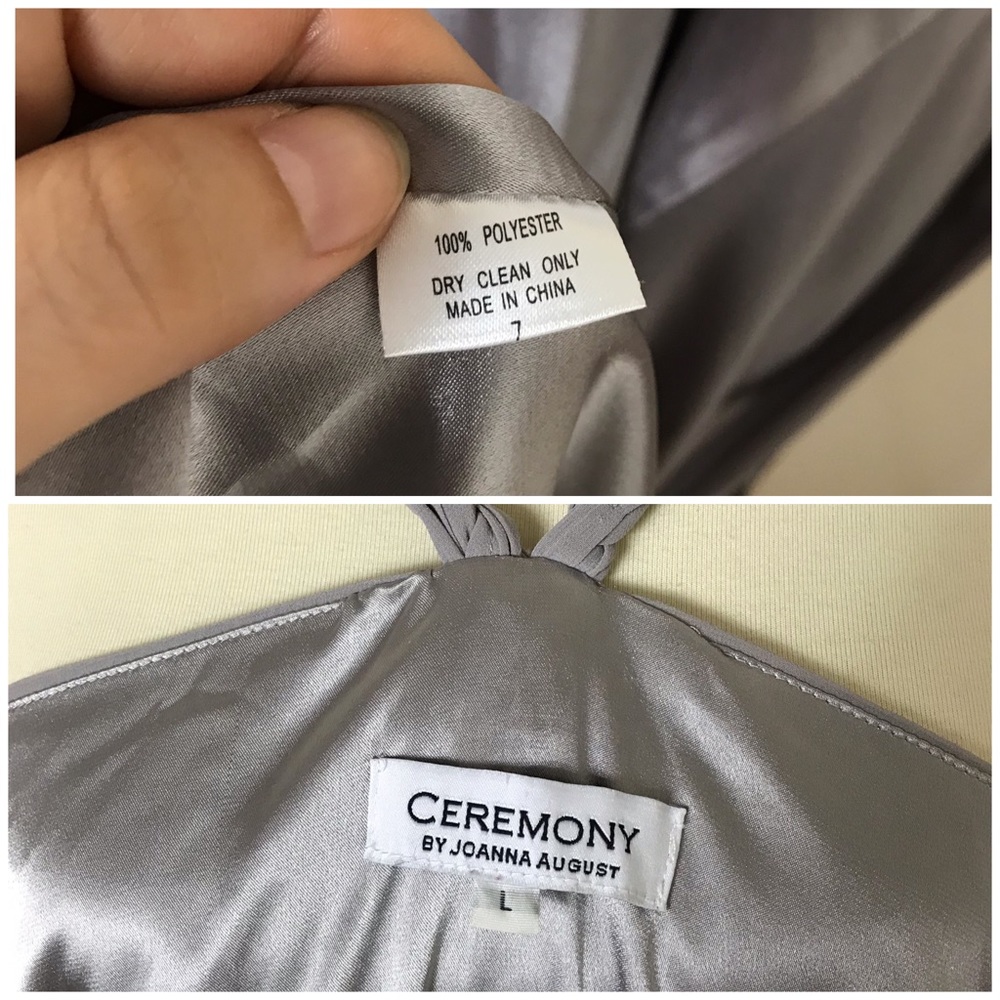 100% POLYESTER
DRY CLEAN ONLY
MADE IN CHINA
7
CEREMONY
BY JOANNA AUGUST
L